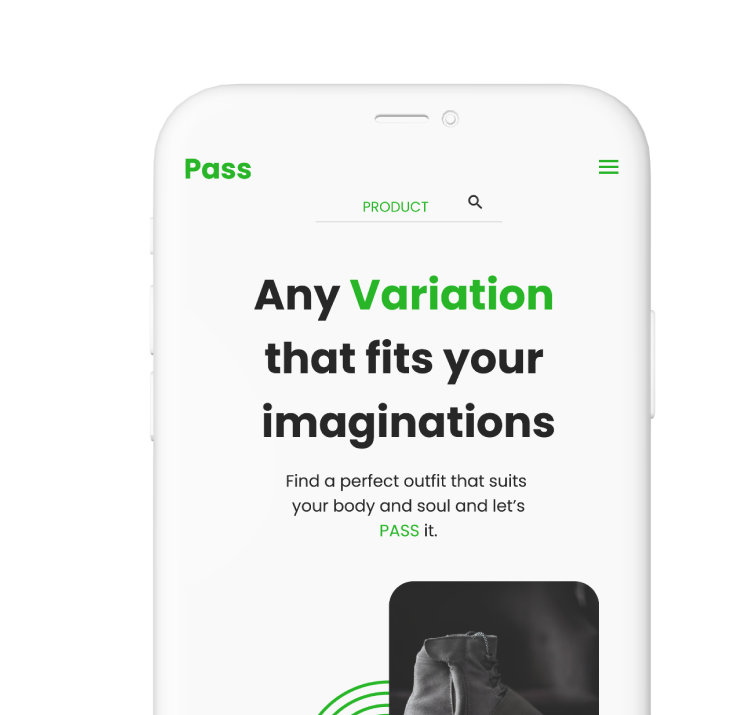 Pass
PRODUCT
Any Variation
that fits your
imaginations
Find a perfect outfit that suits
your body and soul and let’s
PASS it.